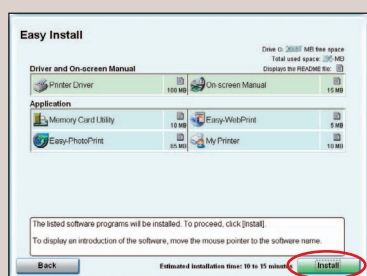 Easy Install
Drive C: MB free space
Total used space: MB
Driver and On-screen Manual
Displays the README file:
Printer Driver
100 MB
On-screen Manual
15 MB
Application
Memory Card Utility
10 MB
Easy-WebPrint
5 MB
Easy-PhotoPrint
65 MB
My Printer
10 MB
The listed software programs will be installed. To proceed, click [Install].
To display an introduction of the software, move the mouse pointer to the software name.
Back
Estimated installation time: 10 to 15 minutes
Install